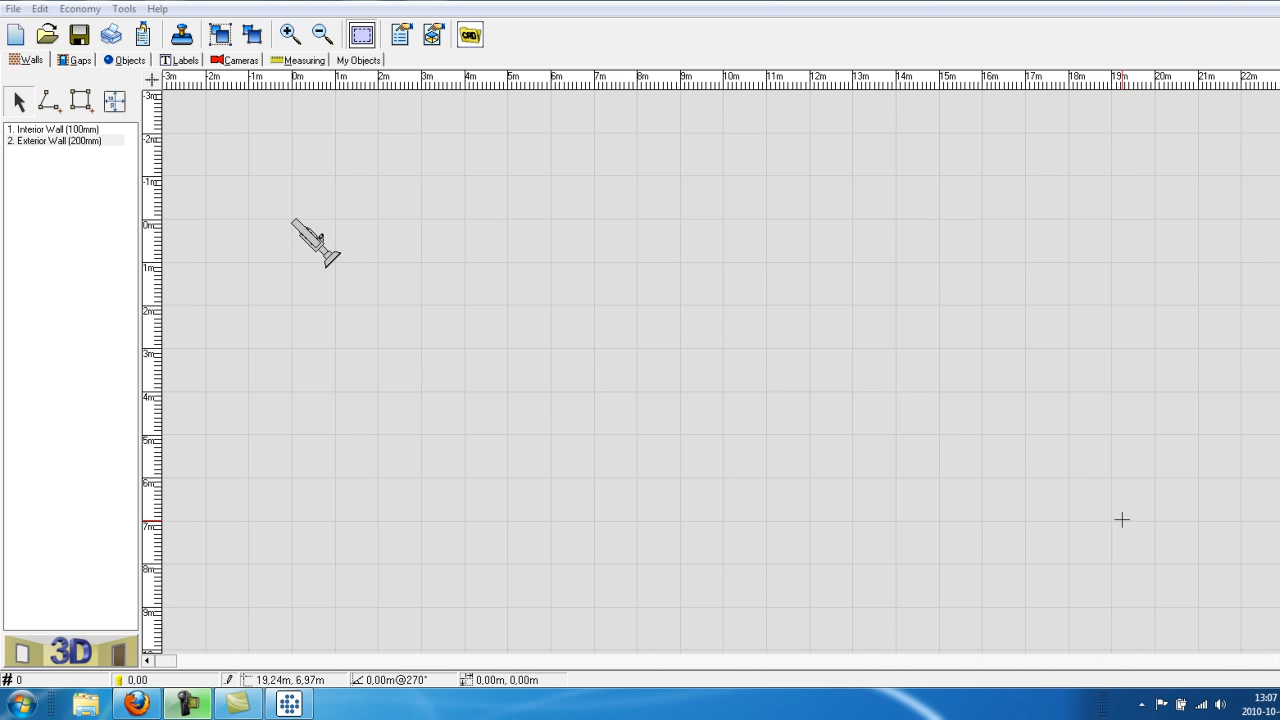 File Edit Economy Tools Help
CAD
Walls Gaps Objects Labels Cameras Measuring My Objects
-3m -2m -1m 0m 1m 2m 3m 4m 5m 6m 7m 8m 9m 10m 11m 12m 13m 14m 15m 16m 17m 18m 19m 20m 21m 22m
-3m
-2m
-1m
0m
1m
2m
3m
4m
5m
6m
7m
8m
9m
1. Interior Wall (100mm)
2. Exterior Wall (200mm)
3D
# 0 0.00 19,24m, 6,97m 0,00m@270° 0,00m, 0,00m
13:07
2010-10-